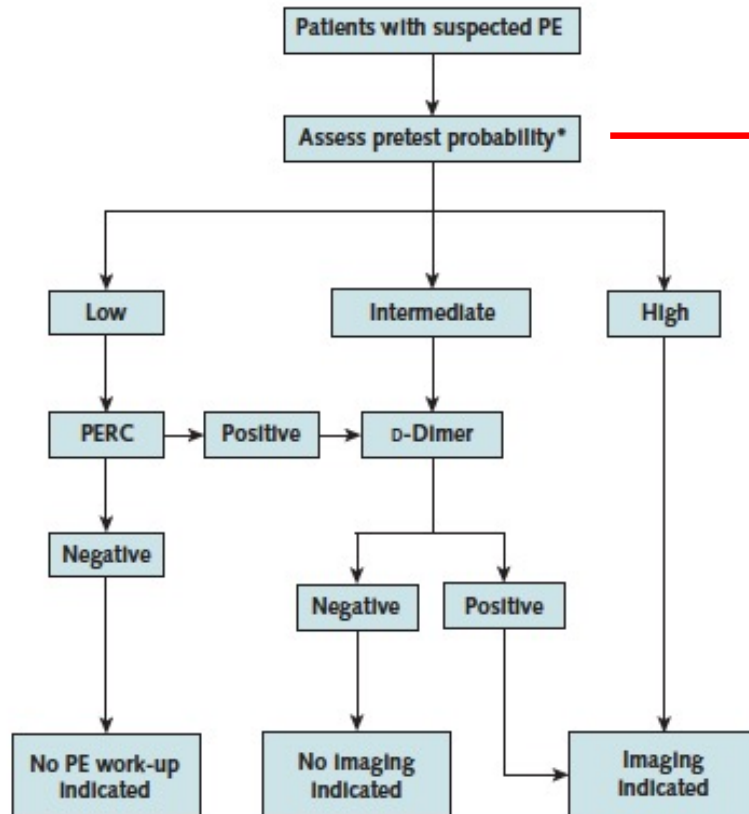 Patients with suspected PE
Assess pretest probability*
Low
Intermediate
High
PERC
Positive
D-Dimer
Negative
Negative
Positive
No PE work-up
indicated
No imaging
indicated
Imaging
indicated